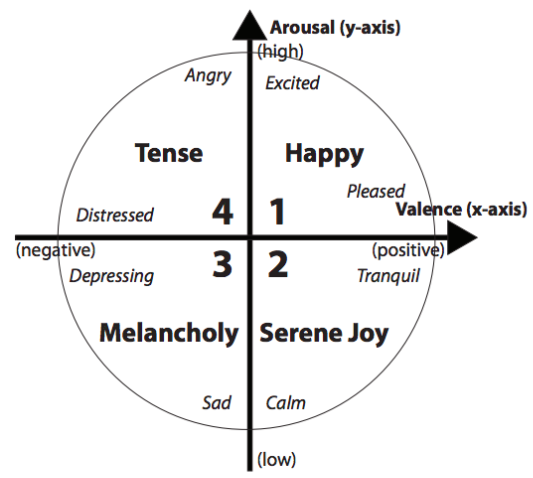 Arousal (y-axis)
(high)
Angry
Excited
Tense
Happy
Pleased
Distressed
4
1
Valence (x-axis)
(negative)
(positive)
Depressing
3
2
Tranquil
Melancholy
Serene Joy
Sad
Calm
(low)